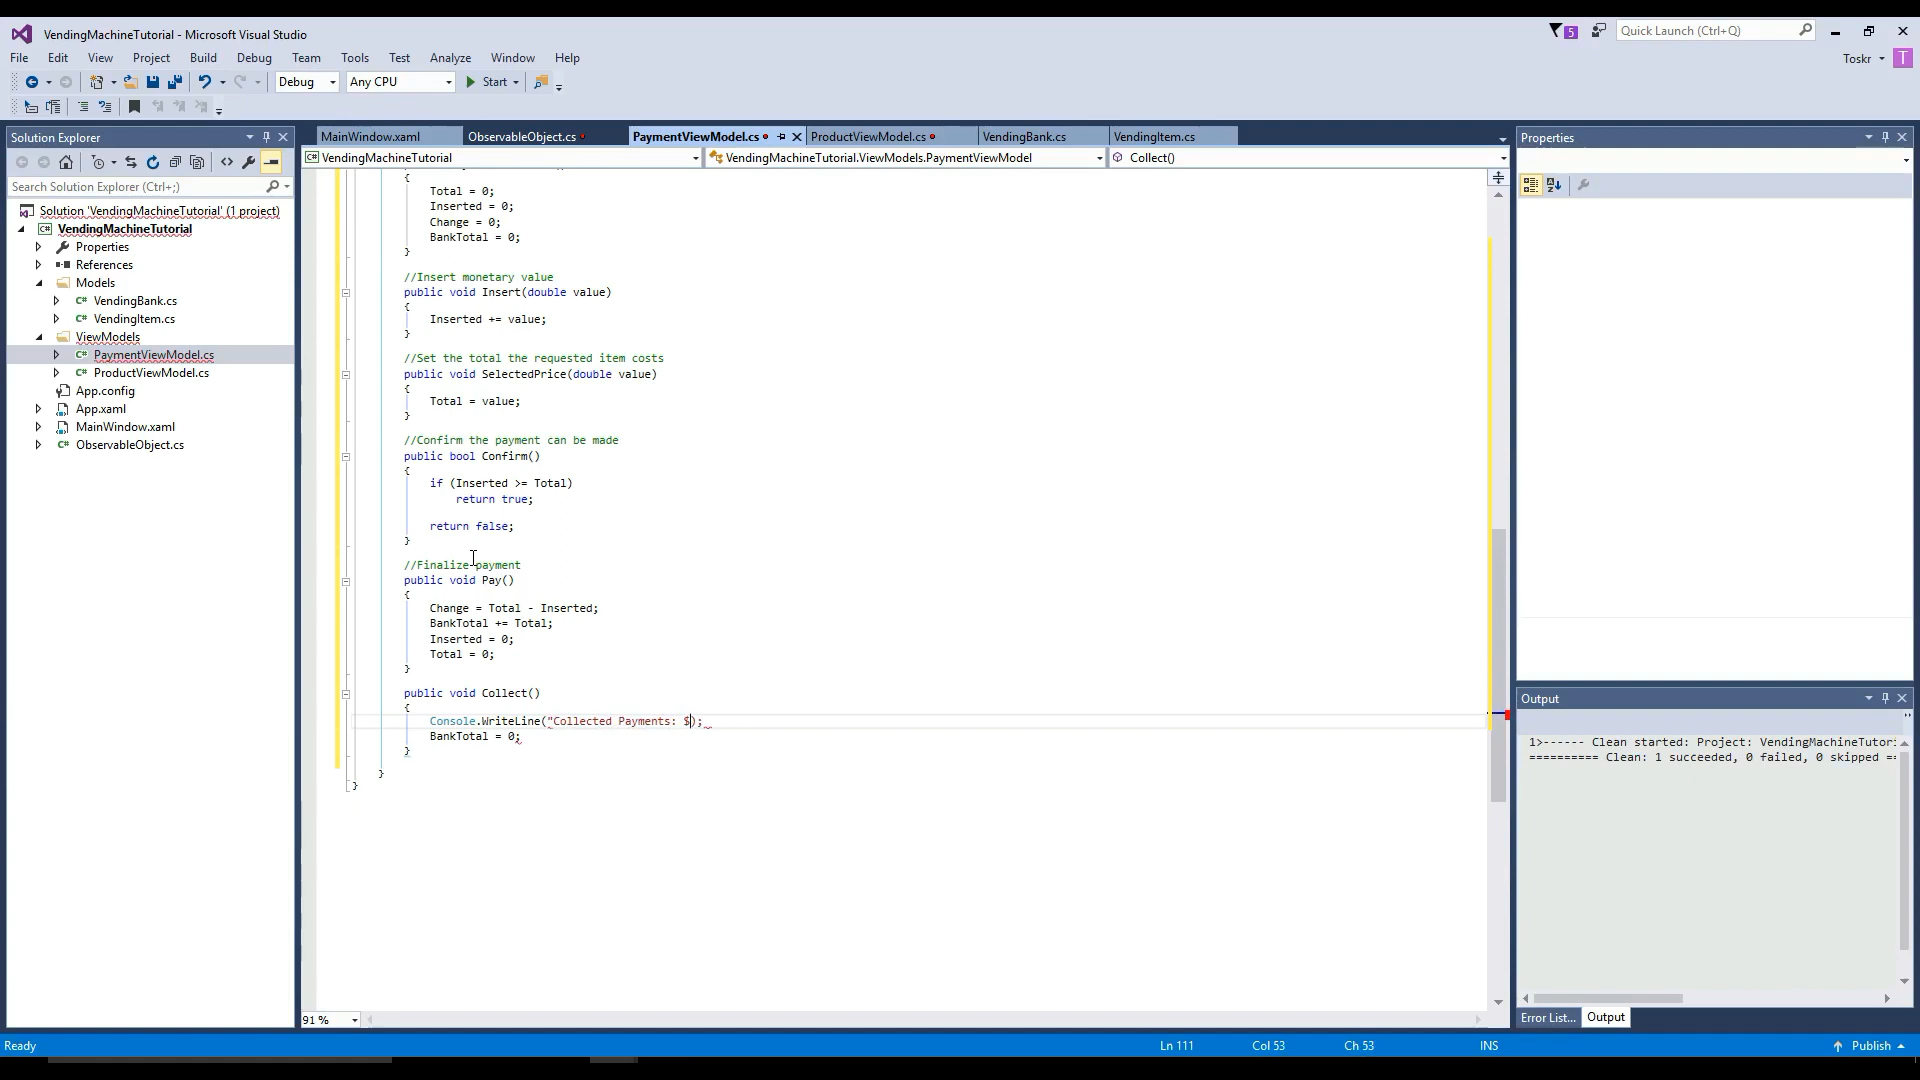 VendingMachineTutorial - Microsoft Visual Studio
5
Quick Launch (Ctrl+Q)
File Edit View Project Build Debug Team Tools Test Analyze Window Help
Toskr T
Debug Any CPU Start
Solution Explorer
MainWindow.xaml ObservableObject.cs PaymentViewModel.cs ProductViewModel.cs VendingBank.cs VendingItem.cs
Properties
VendingMachineTutorial VendingMachineTutorial.ViewModels.PaymentViewModel Collect()
Search Solution Explorer (Ctrl+;)
Solution 'VendingMachineTutorial' (1 project)
VendingMachineTutorial
Properties
References
Models
VendingBank.cs
VendingItem.cs
ViewModels
PaymentViewModel.cs
ProductViewModel.cs
App.config
App.xaml
MainWindow.xaml
ObservableObject.cs
{
Total = 0;
Inserted = 0;
Change = 0;
BankTotal = 0;
}
//Insert monetary value
public void Insert(double value)
{
Inserted += value;
}
//Set the total the requested item costs
public void SelectedPrice(double value)
{
Total = value;
}
//Confirm the payment can be made
public bool Confirm()
{
if (Inserted >= Total)
return true;
return false;
}
//Finalize payment
public void Pay()
{
Change = Total - Inserted;
BankTotal += Total;
Inserted = 0;
Total = 0;
}
public void Collect()
{
Console.WriteLine("Collected Payments: $);
BankTotal = 0;
}
}
}
Output
1>------ Clean started: Project: VendingMachineTutori
========== Clean: 1 succeeded, 0 failed, 0 skipped ==
91 %
Error List... Output
Ready Ln 111 Col 53 Ch 53 INS Publish